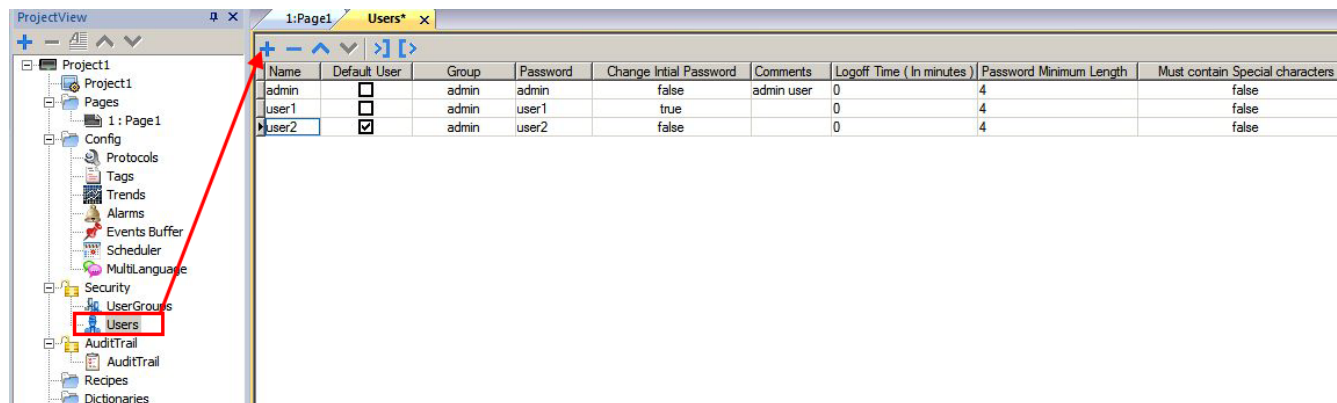 ProjectView
1:Page1 Users* x
Project1
Project1
Pages
1 : Page1
Config
Protocols
Tags
Trends
Alarms
Events Buffer
Scheduler
MultiLanguage
Security
UserGroups
Users
AuditTrail
AuditTrail
Recipes
Dictionaries
Name Default User Group Password Change Intial Password Comments Logoff Time ( In minutes ) Password Minimum Length Must contain Special characters
admin admin admin false admin user 0 4 false
user1 admin user1 true 0 4 false
user2 admin user2 false 0 4 false